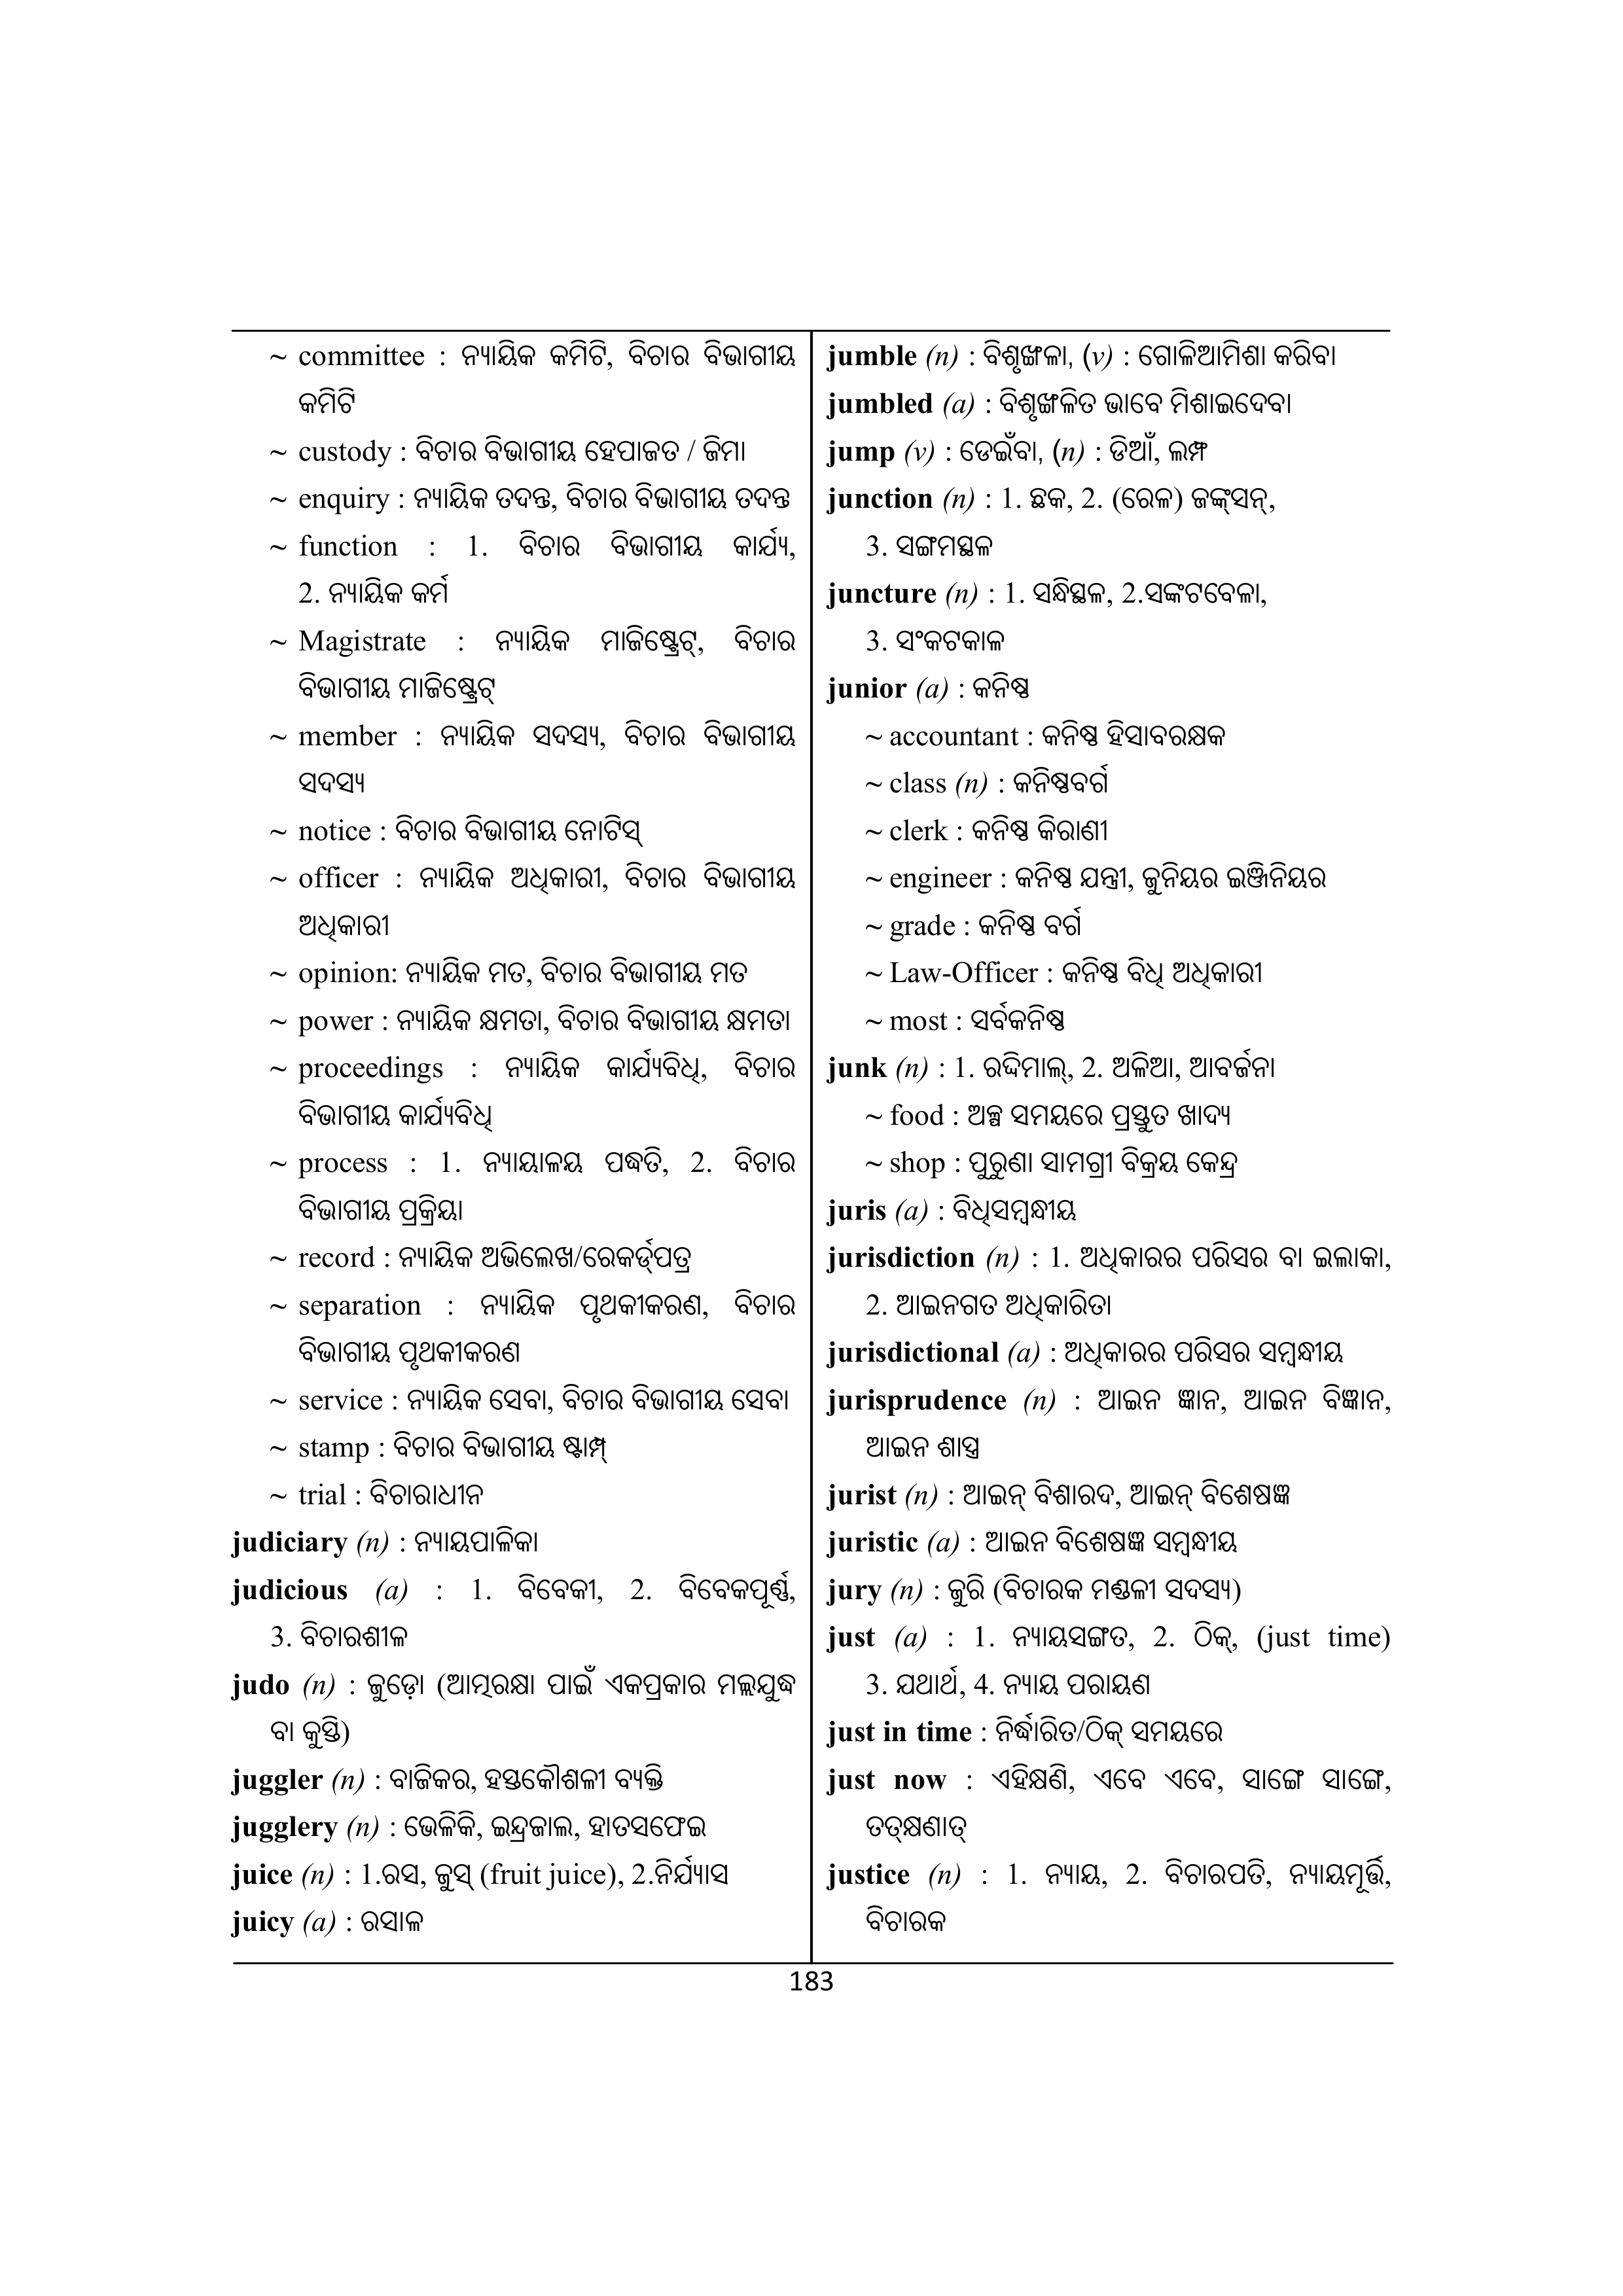 ~ committee : ନ୍ୟାୟିକ କମିଟି, ବିଚାର ବିଭାଗୀୟ
କମିଟି
~ custody : ବିଚାର ବିଭାଗୀୟ ହେପାଜତ / ଜିମା
~ enquiry : ନ୍ୟାୟିକ ତଦନ୍ତ, ବିଚାର ବିଭାଗୀୟ ତଦନ୍ତ
~ function : 1. ବିଚାର ବିଭାଗୀୟ କାର୍ଯ୍ୟ,
2. ନ୍ୟାୟିକ କର୍ମ
~ Magistrate : ନ୍ୟାୟିକ ମାଜିଷ୍ଟ୍ରେଟ୍, ବିଚାର
ବିଭାଗୀୟ ମାଜିଷ୍ଟ୍ରେଟ୍
~ member : ନ୍ୟାୟିକ ସଦସ୍ୟ, ବିଚାର ବିଭାଗୀୟ
ସଦସ୍ୟ
~ notice : ବିଚାର ବିଭାଗୀୟ ନୋଟିସ୍
~ officer : ନ୍ୟାୟିକ ଅଧିକାରୀ, ବିଚାର ବିଭାଗୀୟ
ଅଧିକାରୀ
~ opinion: ନ୍ୟାୟିକ ମତ, ବିଚାର ବିଭାଗୀୟ ମତ
~ power : ନ୍ୟାୟିକ କ୍ଷମତା, ବିଚାର ବିଭାଗୀୟ କ୍ଷମତା
~ proceedings : ନ୍ୟାୟିକ କାର୍ଯ୍ୟବିଧି, ବିଚାର
ବିଭାଗୀୟ କାର୍ଯ୍ୟବିଧି
~ process : 1. ନ୍ୟାୟାଳୟ ପଦ୍ଧତି, 2. ବିଚାର
ବିଭାଗୀୟ ପ୍ରକ୍ରିୟା
~ record : ନ୍ୟାୟିକ ଅଭିଲେଖ/ରେକର୍ଡ୍‌ପତ୍ର
~ separation : ନ୍ୟାୟିକ ପୃଥକୀକରଣ, ବିଚାର
ବିଭାଗୀୟ ପୃଥକୀକରଣ
~ service : ନ୍ୟାୟିକ ସେବା, ବିଚାର ବିଭାଗୀୟ ସେବା
~ stamp : ବିଚାର ବିଭାଗୀୟ ଷ୍ଟାମ୍ପ୍
~ trial : ବିଚାରାଧୀନ
judiciary (n) : ନ୍ୟାୟପାଳିକା
judicious (a) : 1. ବିବେକୀ, 2. ବିବେକପୂର୍ଣ୍ଣ,
3. ବିଚାରଶୀଳ
judo (n) : ଜୁଡ଼ୋ (ଆତ୍ମରକ୍ଷା ପାଇଁ ଏକପ୍ରକାର ମଲ୍ଲଯୁଦ୍ଧ
ବା କୁସ୍ତି)
juggler (n) : ବାଜିକର, ହସ୍ତକୌଶଳୀ ବ୍ୟକ୍ତି
jugglery (n) : ଭେଳିକି, ଇନ୍ଦ୍ରଜାଲ, ହାତସଫେଇ
juice (n) : 1.ରସ, ଜୁସ୍ (fruit juice), 2.ନିର୍ଯ୍ୟାସ
juicy (a) : ରସାଳ
jumble (n) : ବିଶୃଙ୍ଖଳା, (v) : ଗୋଳିଆମିଶା କରିବା
jumbled (a) : ବିଶୃଙ୍ଖଳିତ ଭାବେ ମିଶାଇଦେବା
jump (v) : ଡେଇଁବା, (n) : ଡିଆଁ, ଲମ୍ଫ
junction (n) : 1. ଛକ, 2. (ରେଳ) ଜଙ୍କ୍‌ସନ୍,
3. ସଙ୍ଗମସ୍ଥଳ
juncture (n) : 1. ସନ୍ଧିସ୍ଥଳ, 2.ସଙ୍କଟବେଳା,
3. ସଂକଟକାଳ
junior (a) : କନିଷ୍ଠ
~ accountant : କନିଷ୍ଠ ହିସାବରକ୍ଷକ
~ class (n) : କନିଷ୍ଠବର୍ଗ
~ clerk : କନିଷ୍ଠ କିରାଣୀ
~ engineer : କନିଷ୍ଠ ଯନ୍ତ୍ରୀ, ଜୁନିୟର ଇଞ୍ଜିନିୟର
~ grade : କନିଷ୍ଠ ବର୍ଗ
~ Law-Officer : କନିଷ୍ଠ ବିଧି ଅଧିକାରୀ
~ most : ସର୍ବକନିଷ୍ଠ
junk (n) : 1. ରଦ୍ଦିମାଲ୍, 2. ଅଳିଆ, ଆବର୍ଜନା
~ food : ଅଳ୍ପ ସମୟରେ ପ୍ରସ୍ତୁତ ଖାଦ୍ୟ
~ shop : ପୁରୁଣା ସାମଗ୍ରୀ ବିକ୍ରୟ କେନ୍ଦ୍ର
juris (a) : ବିଧିସମ୍ବନ୍ଧୀୟ
jurisdiction (n) : 1. ଅଧିକାରର ପରିସର ବା ଇଲାକା,
2. ଆଇନଗତ ଅଧିକାରିତା
jurisdictional (a) : ଅଧିକାରର ପରିସର ସମ୍ବନ୍ଧୀୟ
jurisprudence (n) : ଆଇନ ଜ୍ଞାନ, ଆଇନ ବିଜ୍ଞାନ,
ଆଇନ ଶାସ୍ତ୍ର
jurist (n) : ଆଇନ୍ ବିଶାରଦ, ଆଇନ୍ ବିଶେଷଜ୍ଞ
juristic (a) : ଆଇନ ବିଶେଷଜ୍ଞ ସମ୍ବନ୍ଧୀୟ
jury (n) : ଜୁରି (ବିଚାରକ ମଣ୍ଡଳୀ ସଦସ୍ୟ)
just (a) : 1. ନ୍ୟାୟସଙ୍ଗତ, 2. ଠିକ୍, (just time)
3. ଯଥାର୍ଥ, 4. ନ୍ୟାୟ ପରାୟଣ
just in time : ନିର୍ଦ୍ଧାରିତ/ଠିକ୍ ସମୟରେ
just now : ଏହିକ୍ଷଣି, ଏବେ ଏବେ, ସାଙ୍ଗେ ସାଙ୍ଗେ,
ତତ୍‌କ୍ଷଣାତ୍
justice (n) : 1. ନ୍ୟାୟ, 2. ବିଚାରପତି, ନ୍ୟାୟମୂର୍ତ୍ତି,
ବିଚାରକ
183